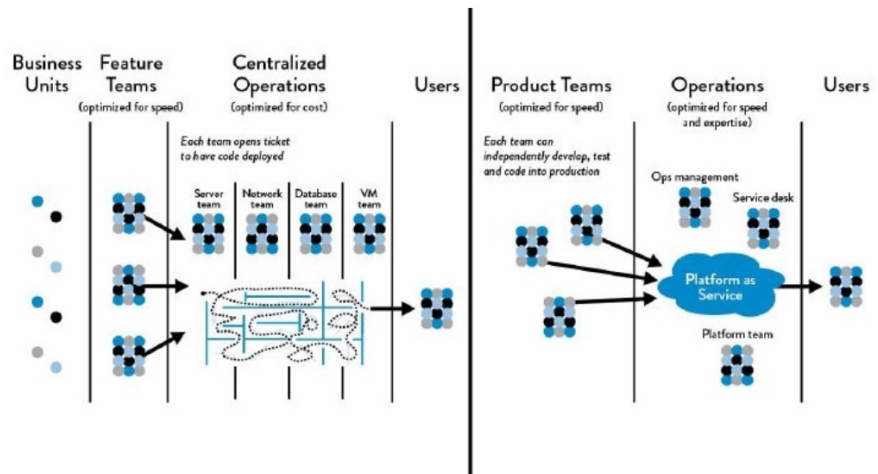 Business
Units
Feature
Teams
(optimized for speed)
Centralized
Operations
(optimized for cost)
Users
Each team opens ticket
to have code deployed
Server
team
Network
team
Database
team
VM
team
Product Teams
(optimized for speed)
Operations
(optimized for speed
and expertise)
Users
Each team can
independently develop, test
and code into production
Ops management
Service desk
Platform as
Service
Platform team